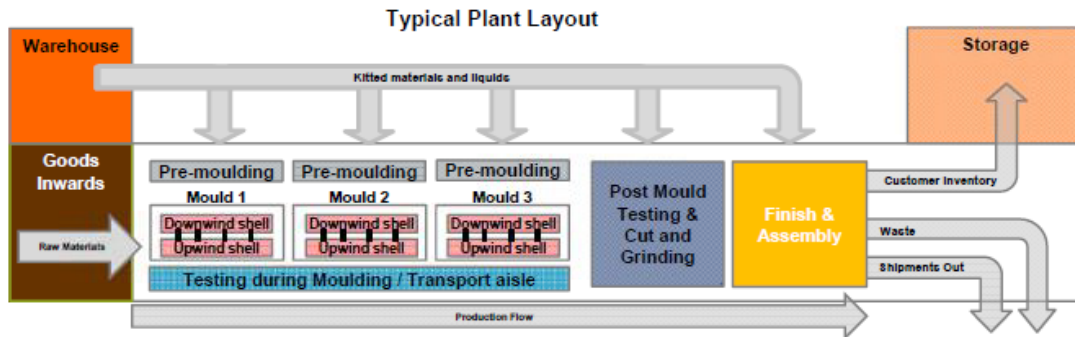 Typical Plant Layout
Warehouse
Storage
Kitted materials and liquids
Goods
Inwards
Raw Materials
Pre-moulding
Pre-moulding
Pre-moulding
Mould 1
Mould 2
Mould 3
Downwind shell
Upwind shell
Downwind shell
Upwind shell
Downwind shell
Upwind shell
Testing during Moulding / Transport aisle
Post Mould
Testing &
Cut and
Grinding
Finish &
Assembly
Customer Inventory
Waste
Shipments Out
Production Flow